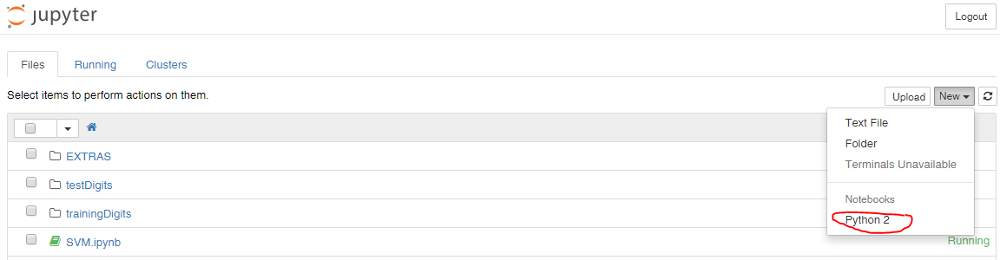 jupyter
Logout
Files Running Clusters
Select items to perform actions on them.
Upload New
Text File
Folder
Terminals Unavailable
Notebooks
Python 2
EXTRAS
testDigits
trainingDigits
SVM.ipynb Running